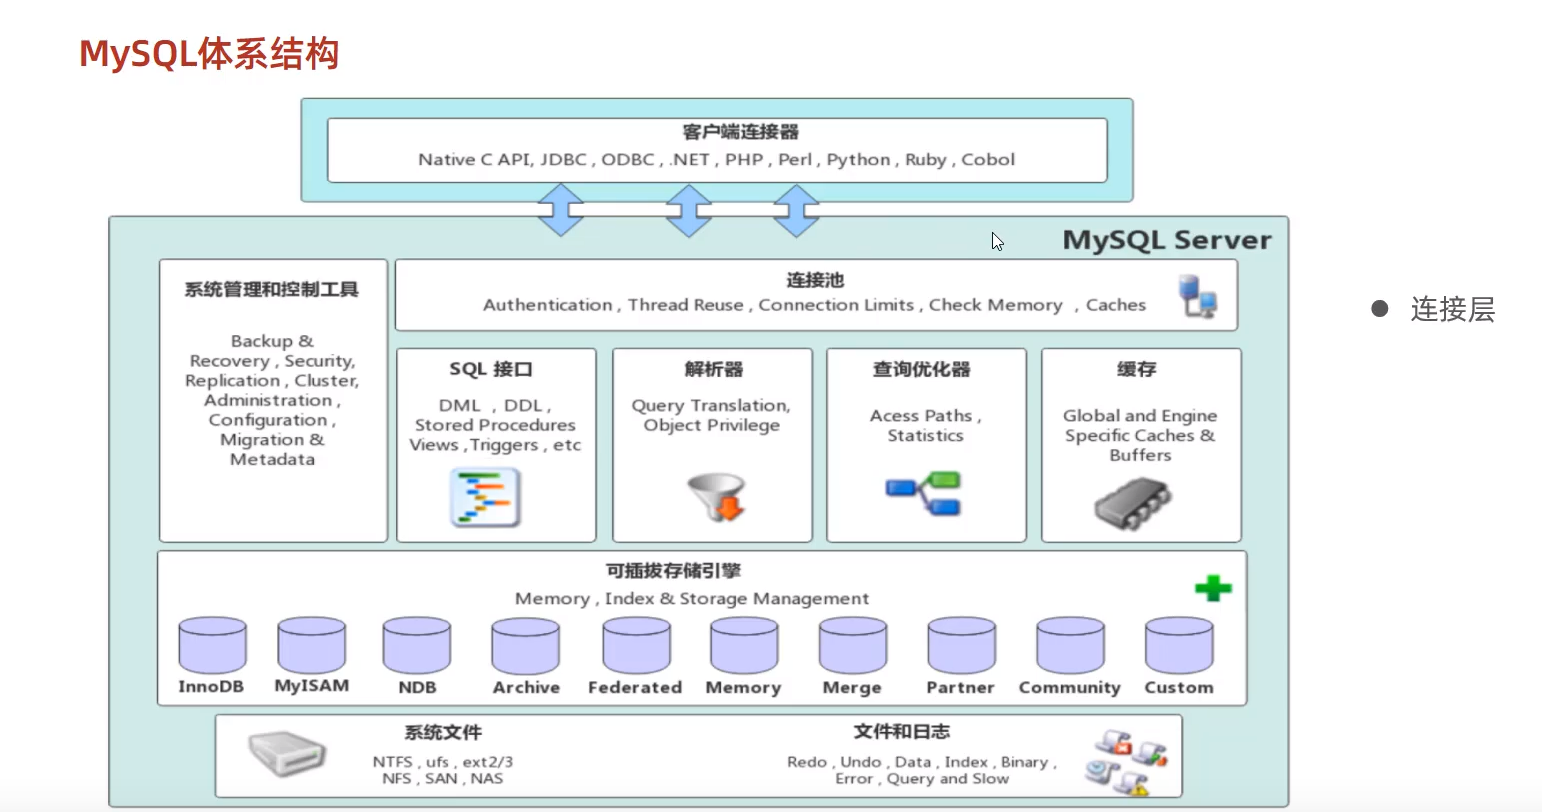 MySQL体系结构
客户端连接器
Native C API, JDBC , ODBC , .NET , PHP , Perl , Python , Ruby , Cobol
MySQL Server
系统管理和控制工具
Backup &
Recovery , Security,
Replication , Cluster,
Administration ,
Configuration ,
Migration &
Metadata
连接池
Authentication , Thread Reuse , Connection Limits , Check Memory , Caches
SQL 接口
DML , DDL ,
Stored Procedures
Views ,Triggers , etc
解析器
Query Translation,
Object Privilege
查询优化器
Acess Paths ,
Statistics
缓存
Global and Engine
Specific Caches &
Buffers
可插拔存储引擎
Memory , Index & Storage Management
InnoDB
MyISAM
NDB
Archive
Federated
Memory
Merge
Partner
Community
Custom
系统文件
NTFS , ufs , ext2/3
NFS , SAN , NAS
文件和日志
Redo , Undo , Data , Index , Binary ,
Error , Query and Slow
● 连接层